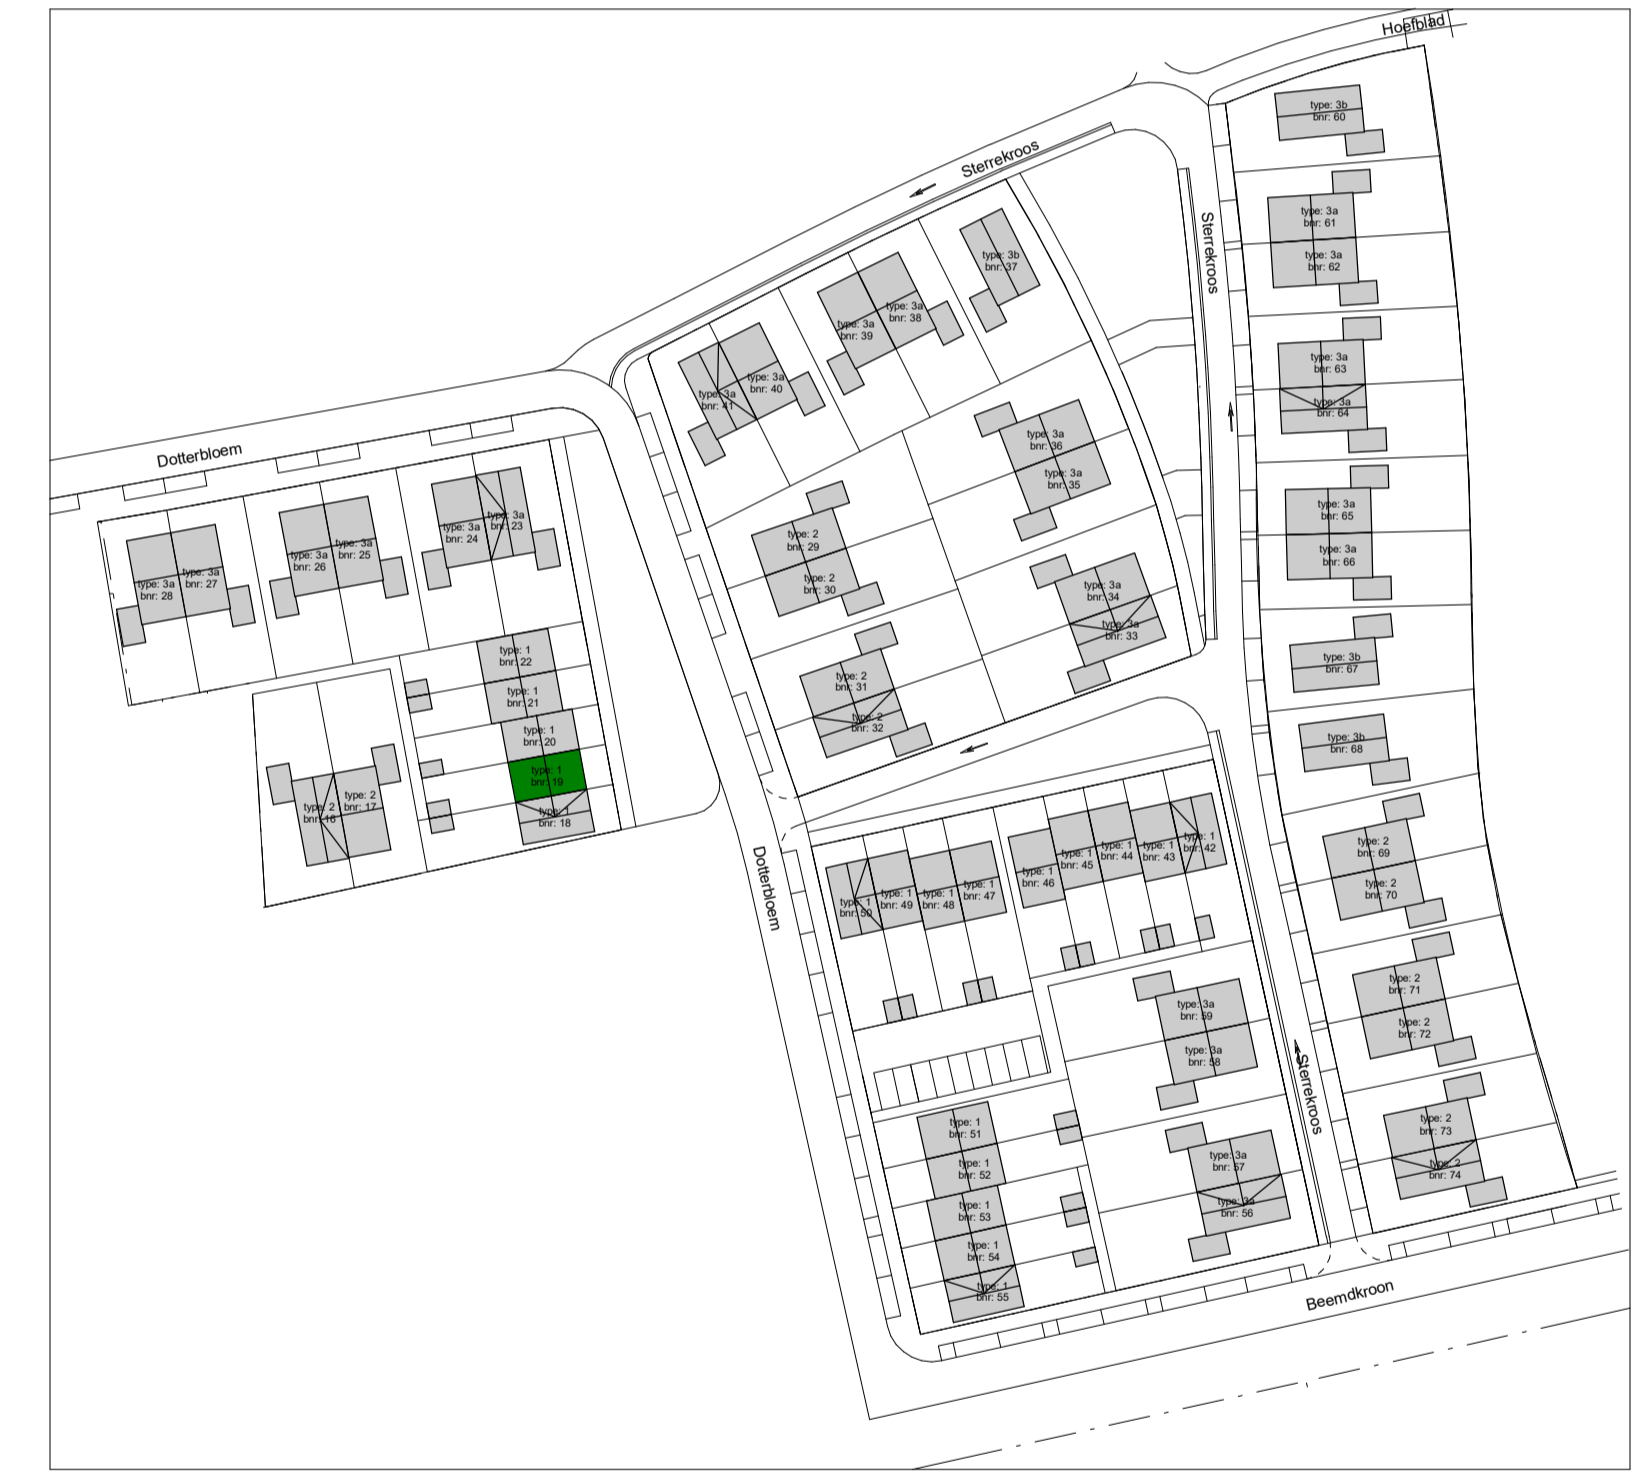 Hoefblad
Sterrekroos
Sterrekroos
Dotterbloem
type: 3b
bnr: 60
type: 3a
bnr: 61
type: 3a
bnr: 62
type: 3a
bnr: 63
type: 3a
bnr: 64
type: 3a
bnr: 65
type: 3a
bnr: 66
type: 3b
bnr: 67
type: 3b
bnr: 68
type: 2
bnr: 69
type: 2
bnr: 70
type: 2
bnr: 71
type: 2
bnr: 72
type: 2
bnr: 73
type: 2
bnr: 74
type: 3b
bnr: 37
type: 3a
bnr: 38
type: 3a
bnr: 39
type: 3a
bnr: 40
type: 3a
bnr: 41
type: 3a
bnr: 36
type: 3a
bnr: 35
type: 3a
bnr: 34
type: 3a
bnr: 33
type: 2
bnr: 29
type: 2
bnr: 30
type: 2
bnr: 31
type: 2
bnr: 32
type: 3a
bnr: 23
type: 3a
bnr: 24
type: 3a
bnr: 25
type: 3a
bnr: 26
type: 3a
bnr: 27
type: 3a
bnr: 28
type: 1
bnr: 22
type: 1
bnr: 21
type: 1
bnr: 20
type: 1
bnr: 19
type: 1
bnr: 18
type: 2
bnr: 17
type: 2
bnr: 16
Dotterbloem
type: 1
bnr: 50
type: 1
bnr: 49
type: 1
bnr: 48
type: 1
bnr: 47
type: 1
bnr: 46
type: 1
bnr: 45
type: 1
bnr: 44
type: 1
bnr: 43
type: 1
bnr: 42
type: 3a
bnr: 59
type: 3a
bnr: 58
type: 3a
bnr: 57
type: 3a
bnr: 56
type: 1
bnr: 51
type: 1
bnr: 52
type: 1
bnr: 53
type: 1
bnr: 54
type: 1
bnr: 55
Sterrekroos
Beemdkroon